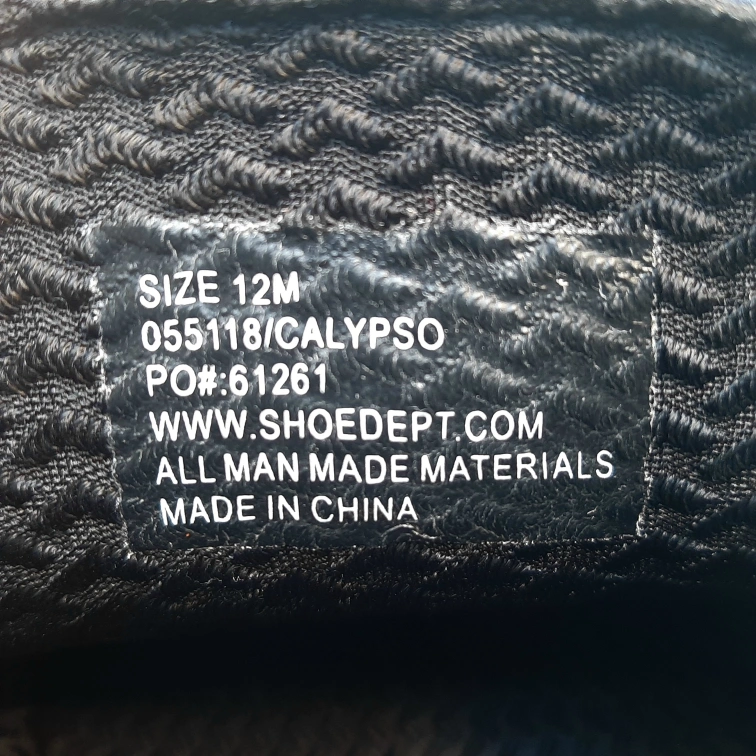 SIZE 12M
055118/CALYPSO
PO#:61261
WWW.SHOEDEPT.COM
ALL MAN MADE MATERIALS
MADE IN CHINA